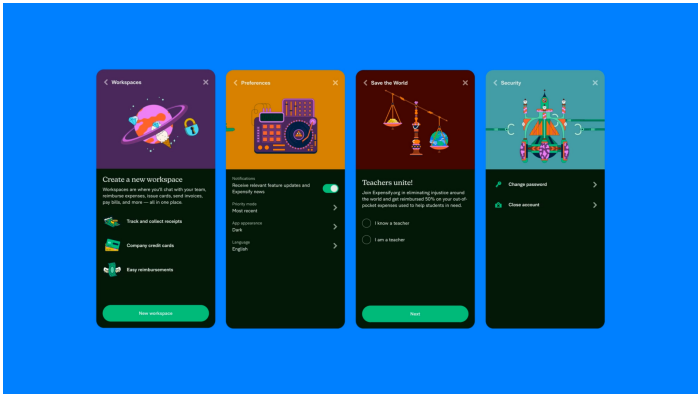 Workspaces
Create a new workspace
Workspaces are where you'll chat with your team,
reimburse expenses, issue cards, send invoices,
pay bills, and more — all in one place.
Track and collect receipts
Company credit cards
Easy reimbursements
New workspace
Preferences
Notifications
Receive relevant feature updates and
Expensify news
Priority mode
Most recent
App appearance
Dark
Language
English
Save the World
Teachers unite!
Join Expensify.org in eliminating injustice around
the world and get reimbursed 50% on your out-of-
pocket expenses used to help students in need.
I know a teacher
I am a teacher
Next
Security
Change password
Close account